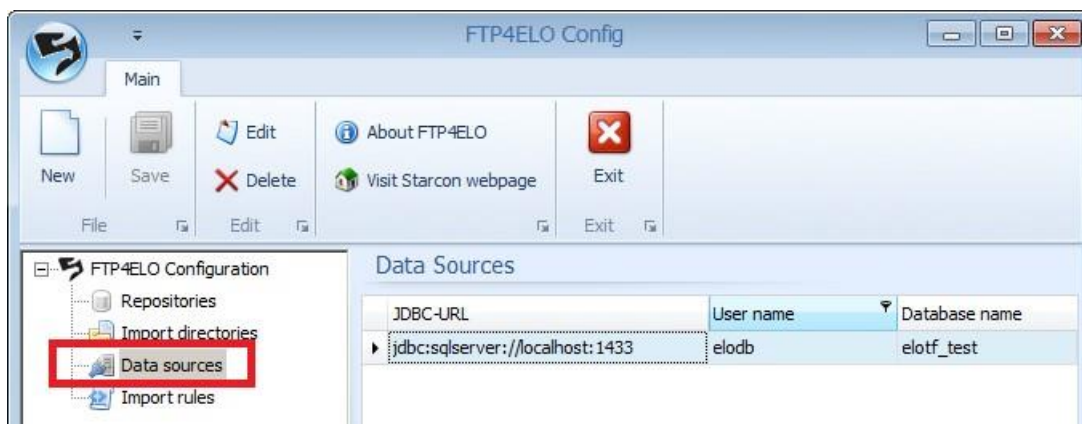 FTP4ELO Config
Main
New
Save
Edit
Delete
About FTP4ELO
Visit Starcon webpage
Exit
File
Edit
Exit
FTP4ELO Configuration
Repositories
Import directories
Data sources
Import rules
Data Sources
JDBC-URL User name Database name
jdbc:sqlserver://localhost:1433 elodb elotf_test